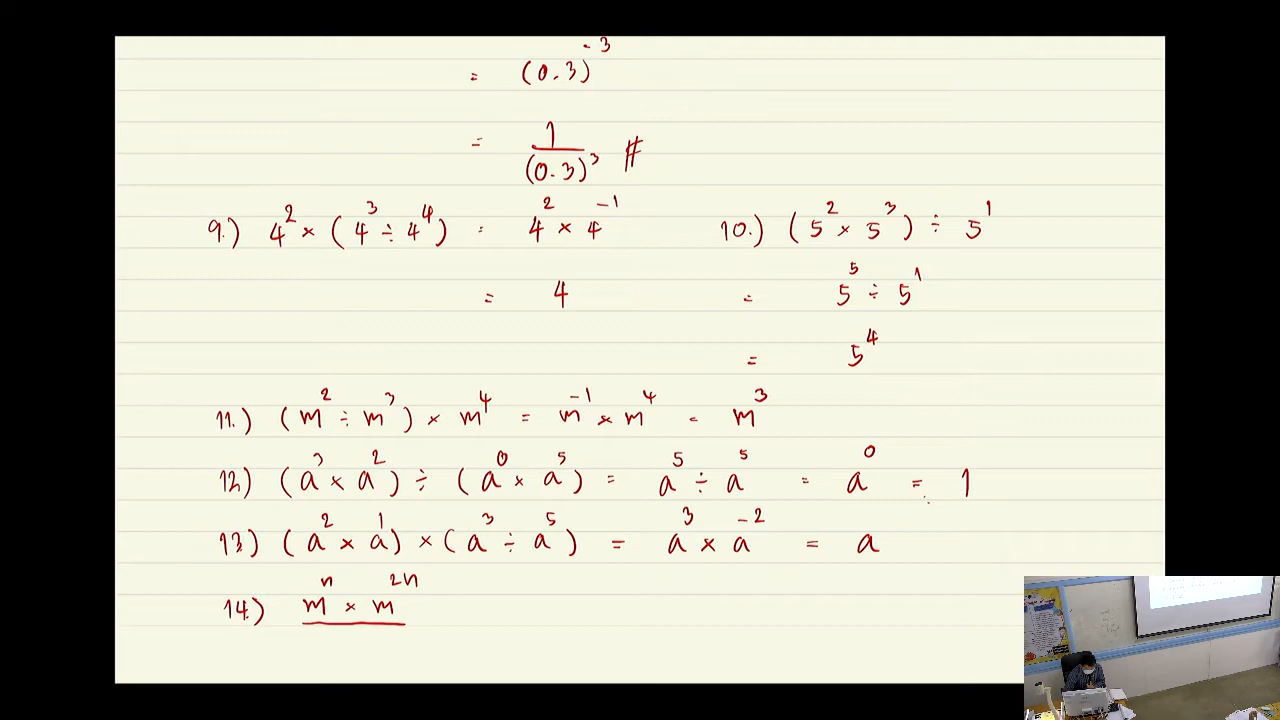 = (0.3)^-3
= 1/(0.3)^3 #
9.) 4^2 × (4^3 ÷ 4^4) = 4^2 × 4^-1
= 4
10.) (5^2 × 5^3) ÷ 5^1
= 5^5 ÷ 5^1
= 5^4
11.) (m^2 ÷ m^3) × m^4 = m^-1 × m^4 = m^3
12) (a^3 × a^2) ÷ (a^0 × a^5) = a^5 ÷ a^5 = a^0 = 1
13) (a^2 × a^1) × (a^3 ÷ a^5) = a^3 × a^-2 = a
14.) m^n × m^2n